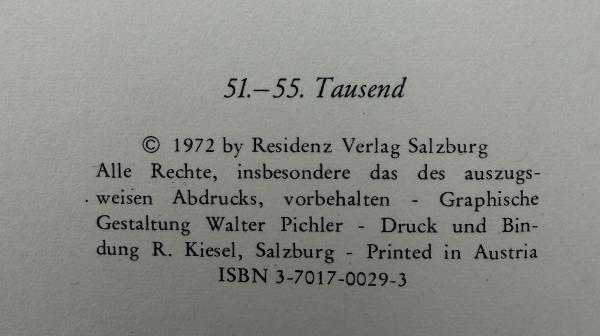 51.–55. Tausend
© 1972 by Residenz Verlag Salzburg
Alle Rechte, insbesondere das des auszugs-
weisen Abdrucks, vorbehalten - Graphische
Gestaltung Walter Pichler - Druck und Bin-
dung R. Kiesel, Salzburg - Printed in Austria
ISBN 3-7017-0029-3